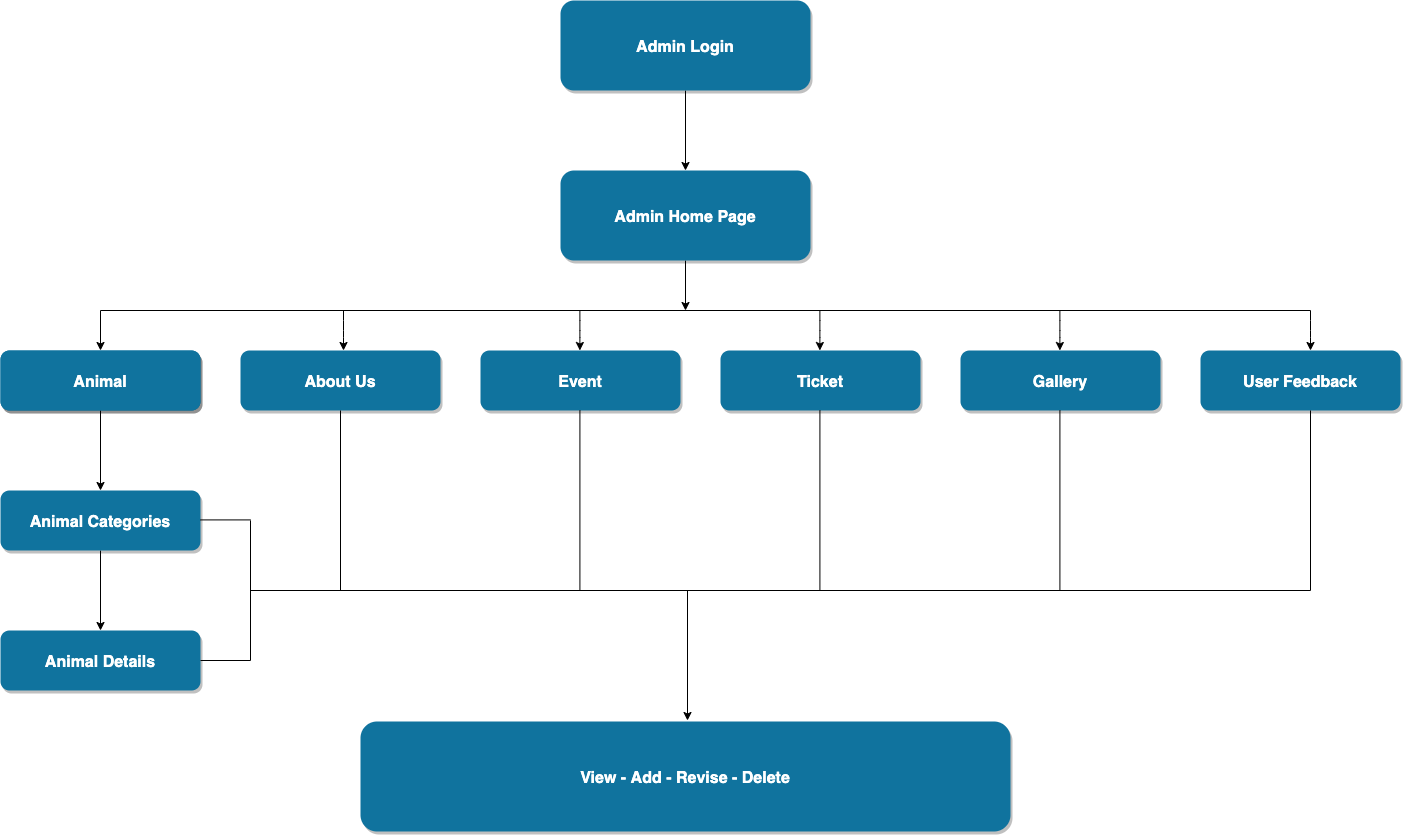 Admin Login
Admin Home Page
Animal
About Us
Event
Ticket
Gallery
User Feedback
Animal Categories
Animal Details
View - Add - Revise - Delete